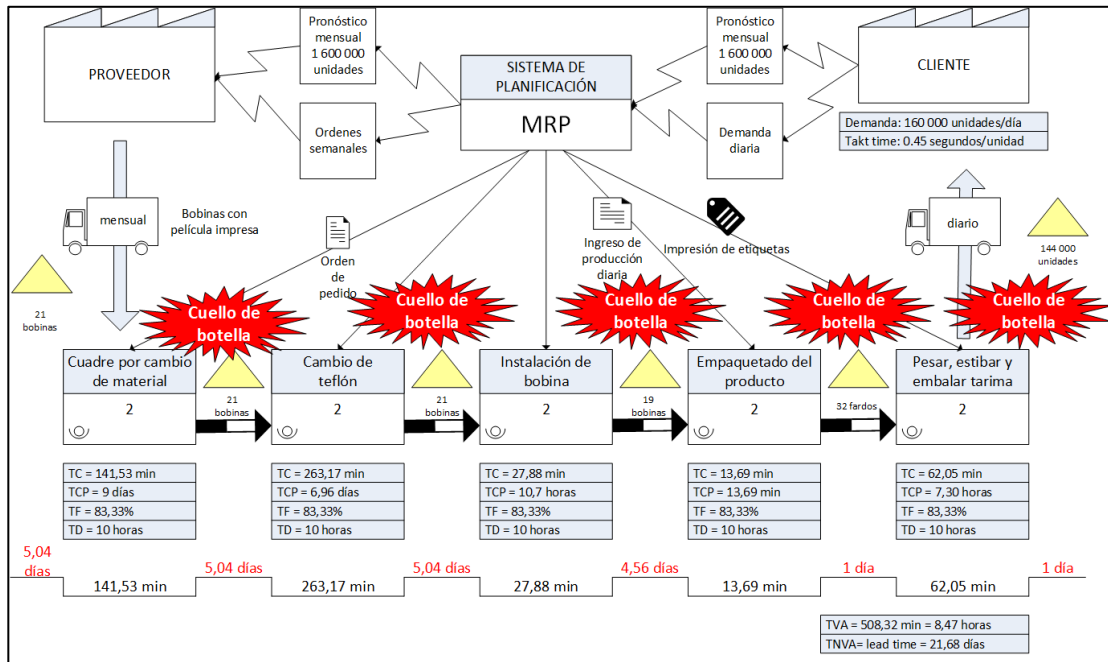 PROVEEDOR
Pronóstico
mensual
1 600 000
unidades
Ordenes
semanales
SISTEMA DE
PLANIFICACIÓN
MRP
Pronóstico
mensual
1 600 000
unidades
Demanda
diaria
CLIENTE
Demanda: 160 000 unidades/día
Takt time: 0.45 segundos/unidad
mensual
Bobinas con
película impresa
21
bobinas
Orden
de
pedido
Ingreso de
producción
diaria
Impresión de etiquetas
diario
144 000
unidades
Cuello de
botella
Cuello de
botella
Cuello de
botella
Cuello de
botella
Cuello de
botella
Cuadre por cambio
de material
2
21
bobinas
Cambio de
teflón
2
21
bobinas
Instalación de
bobina
2
19
bobinas
Empaquetado del
producto
2
32 fardos
Pesar, estibar y
embalar tarima
2
TC = 141,53 min
TCP = 9 días
TF = 83,33%
TD = 10 horas
TC = 263,17 min
TCP = 6,96 días
TF = 83,33%
TD = 10 horas
TC = 27,88 min
TCP = 10,7 horas
TF = 83,33%
TD = 10 horas
TC = 13,69 min
TCP = 13,69 min
TF = 83,33%
TD = 10 horas
TC = 62,05 min
TCP = 7,30 horas
TF = 83,33%
TD = 10 horas
5,04
días
141,53 min
5,04 días
263,17 min
5,04 días
27,88 min
4,56 días
13,69 min
1 día
62,05 min
1 día
TVA = 508,32 min = 8,47 horas
TNVA= lead time = 21,68 días